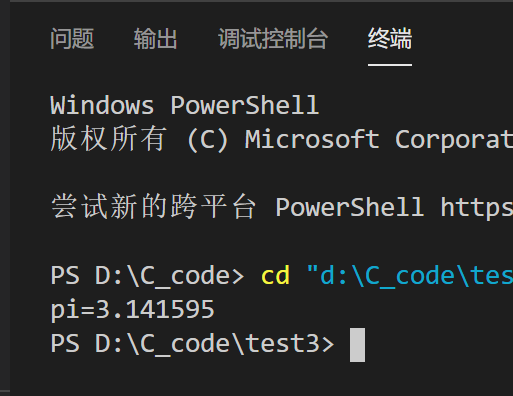 问题 输出 调试控制台 终端
Windows PowerShell
版权所有 (C) Microsoft Corporat
尝试新的跨平台 PowerShell https
PS D:\C_code> cd "d:\C_code\tes
pi=3.141595
PS D:\C_code\test3>